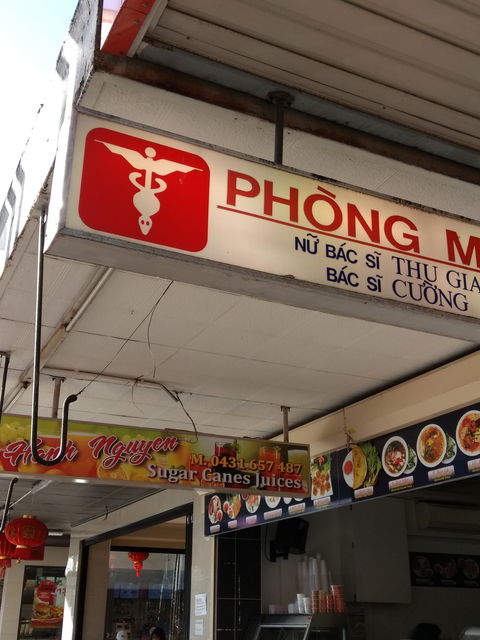 PHÒNG M
NỮ BÁC SĨ THU GIA
BÁC SĨ CƯỜNG
Hanh Nguyen
M. 0431 657 487
Sugar Canes Juices